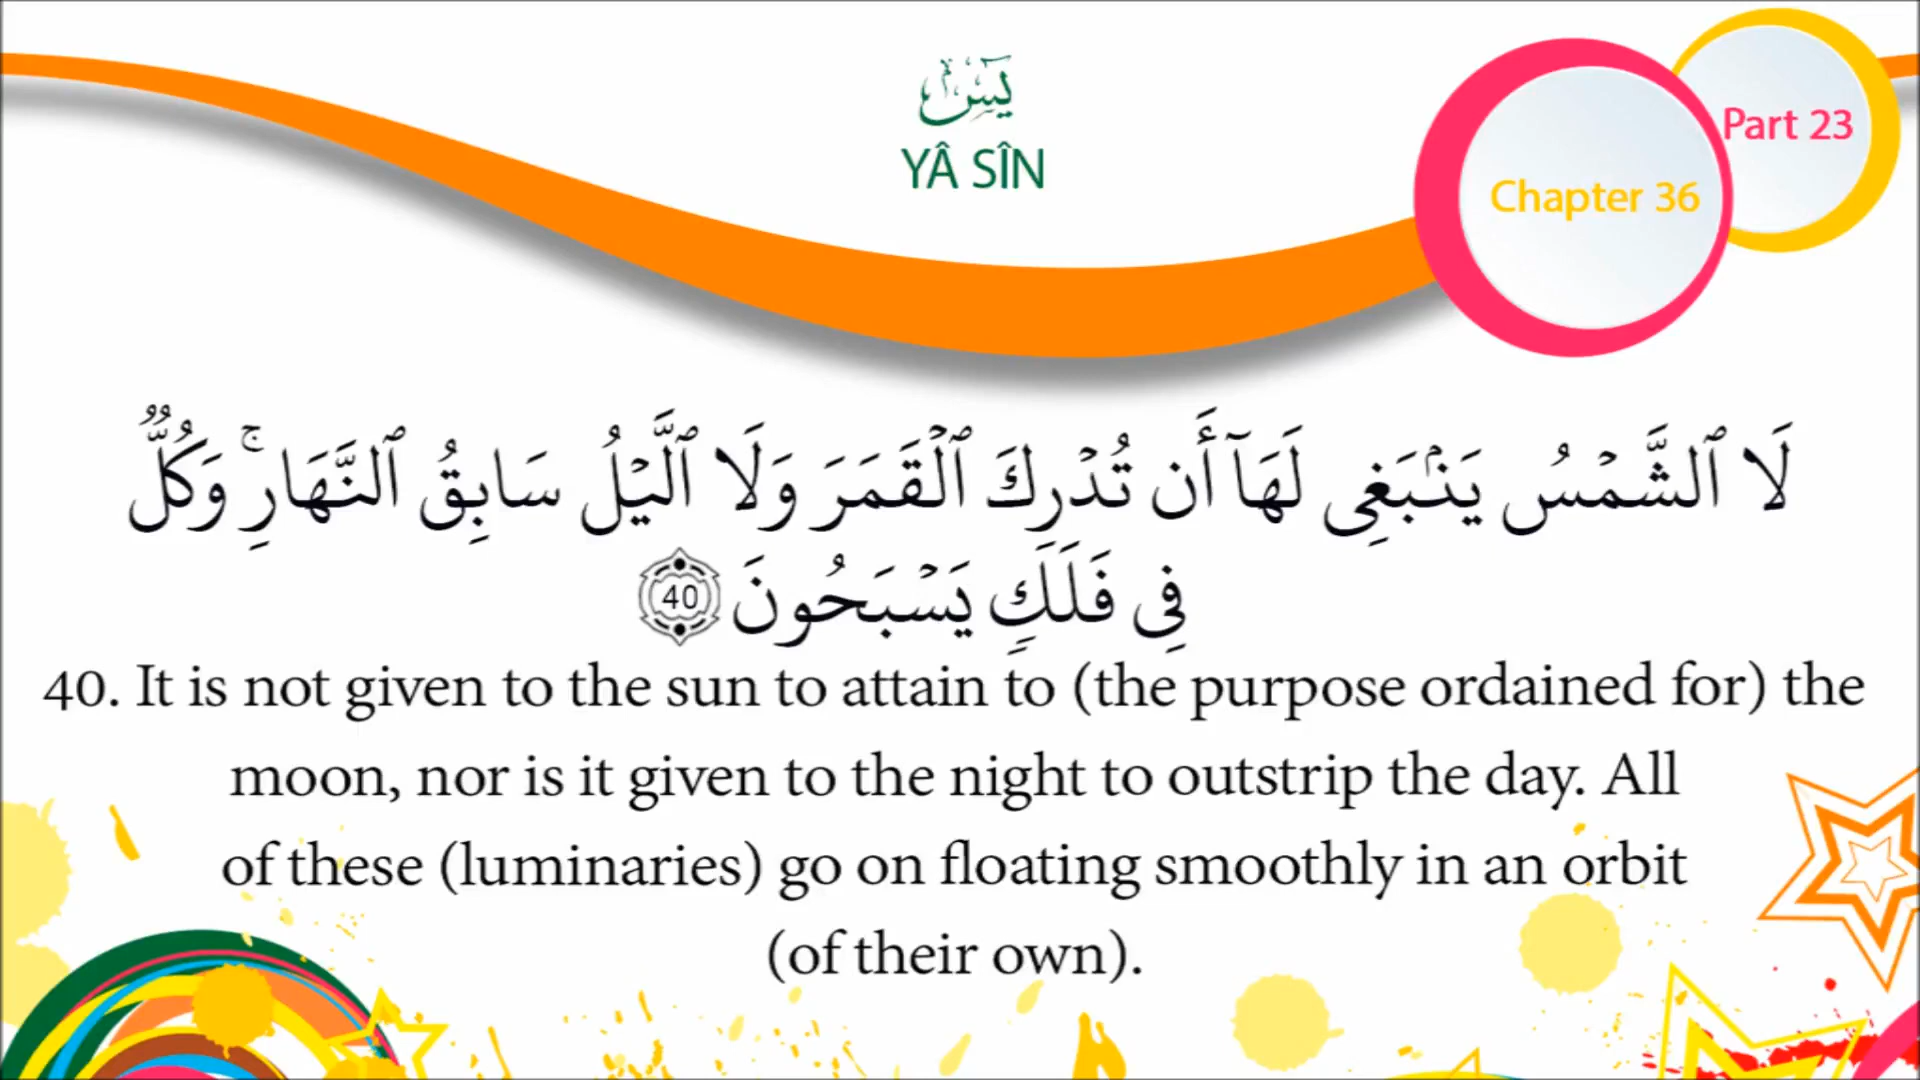 يسٓ
YÂ SÎN
Part 23
Chapter 36
لَا ٱلشَّمْسُ يَنۢبَغِى لَهَآ أَن تُدْرِكَ ٱلْقَمَرَ وَلَا ٱلَّيْلُ سَابِقُ ٱلنَّهَارِ ۚ وَكُلٌّ
فِى فَلَكٍ يَسْبَحُونَ 40
40. It is not given to the sun to attain to (the purpose ordained for) the
moon, nor is it given to the night to outstrip the day. All
of these (luminaries) go on floating smoothly in an orbit
(of their own).